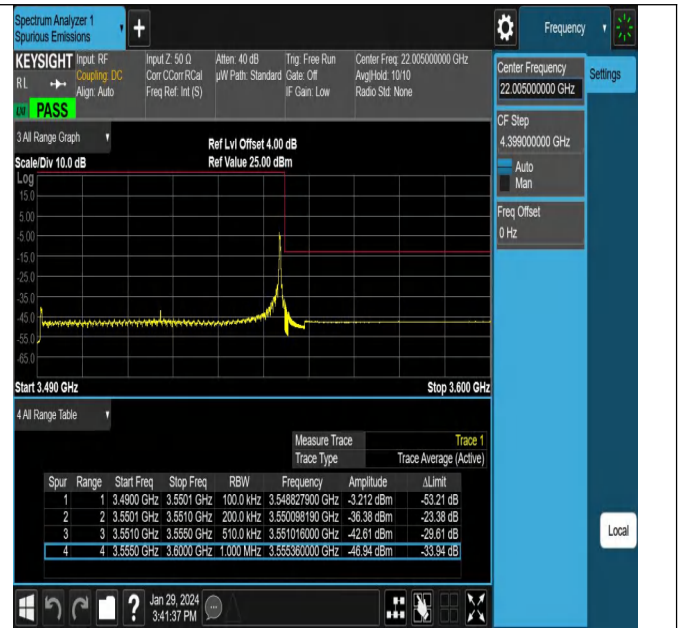 Spectrum Analyzer 1
Spurious Emissions
+
Frequency
KEYSIGHT Input: RF Input Z: 50 Ω Atten: 40 dB Trig: Free Run Center Freq: 22.005000000 GHz
RL Coupling: DC Corr CCorr RCal µW Path: Standard Gate: Off Avg|Hold: 10/10
Align: Auto Freq Ref: Int (S) IF Gain: Low Radio Std: None
PASS
Center Frequency
22.005000000 GHz
Settings
CF Step
4.399000000 GHz
Auto
Man
Freq Offset
0 Hz
3 All Range Graph
Ref Lvl Offset 4.00 dB
Scale/Div 10.0 dB Ref Value 25.00 dBm
Log
15.0
5.00
-5.00
-15.0
-25.0
-35.0
-45.0
-55.0
-65.0
Start 3.490 GHz Stop 3.600 GHz
4 All Range Table
Measure Trace Trace 1
Trace Type Trace Average (Active)
Spur Range Start Freq Stop Freq RBW Frequency Amplitude ΔLimit
1 1 3.4900 GHz 3.5501 GHz 100.0 kHz 3.548827900 GHz -3.212 dBm -53.21 dB
2 2 3.5501 GHz 3.5510 GHz 200.0 kHz 3.550098190 GHz -36.38 dBm -23.38 dB
3 3 3.5510 GHz 3.5550 GHz 510.0 kHz 3.551016000 GHz -42.61 dBm -29.61 dB
4 4 3.5550 GHz 3.6000 GHz 1.000 MHz 3.555360000 GHz -46.94 dBm -33.94 dB
Local
?
Jan 29, 2024
3:41:37 PM